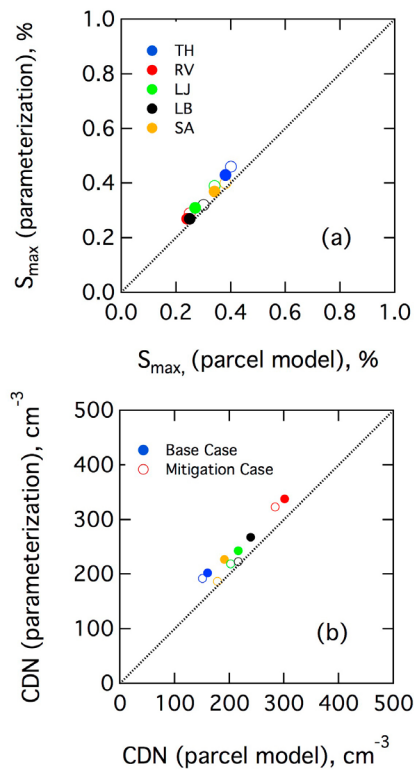 1.0
0.8
0.6
0.4
0.2
0.0
Smax (parameterization), %
TH
RV
LJ
LB
SA
(a)
0.0 0.2 0.4 0.6 0.8 1.0
Smax, (parcel model), %
500
400
300
200
100
0
CDN (parameterization), cm-3
Base Case
Mitigation Case
(b)
0 100 200 300 400 500
CDN (parcel model), cm-3